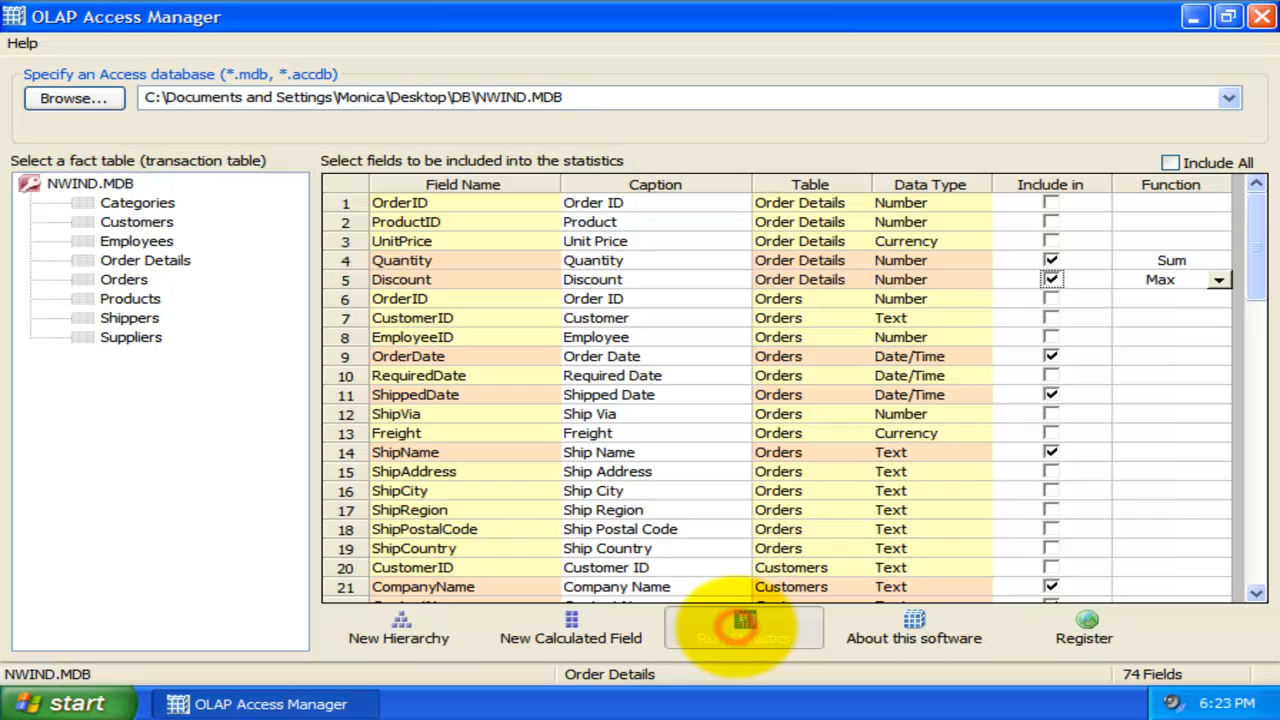 OLAP Access Manager
Help
Specify an Access database (*.mdb, *.accdb)
Browse... C:\Documents and Settings\Monica\Desktop\DB\NWIND.MDB
Select a fact table (transaction table)
NWIND.MDB
Categories
Customers
Employees
Order Details
Orders
Products
Shippers
Suppliers
Select fields to be included into the statistics
Include All
Field Name Caption Table Data Type Include in Function
1 OrderID Order ID Order Details Number
2 ProductID Product Order Details Number
3 UnitPrice Unit Price Order Details Currency
4 Quantity Quantity Order Details Number Sum
5 Discount Discount Order Details Number Max
6 OrderID Order ID Orders Number
7 CustomerID Customer Orders Text
8 EmployeeID Employee Orders Number
9 OrderDate Order Date Orders Date/Time
10 RequiredDate Required Date Orders Date/Time
11 ShippedDate Shipped Date Orders Date/Time
12 ShipVia Ship Via Orders Number
13 Freight Freight Orders Currency
14 ShipName Ship Name Orders Text
15 ShipAddress Ship Address Orders Text
16 ShipCity Ship City Orders Text
17 ShipRegion Ship Region Orders Text
18 ShipPostalCode Ship Postal Code Orders Text
19 ShipCountry Ship Country Orders Text
20 CustomerID Customer ID Customers Text
21 CompanyName Company Name Customers Text
New Hierarchy New Calculated Field Run Statistics About this software Register
NWIND.MDB Order Details 74 Fields
start OLAP Access Manager 6:23 PM